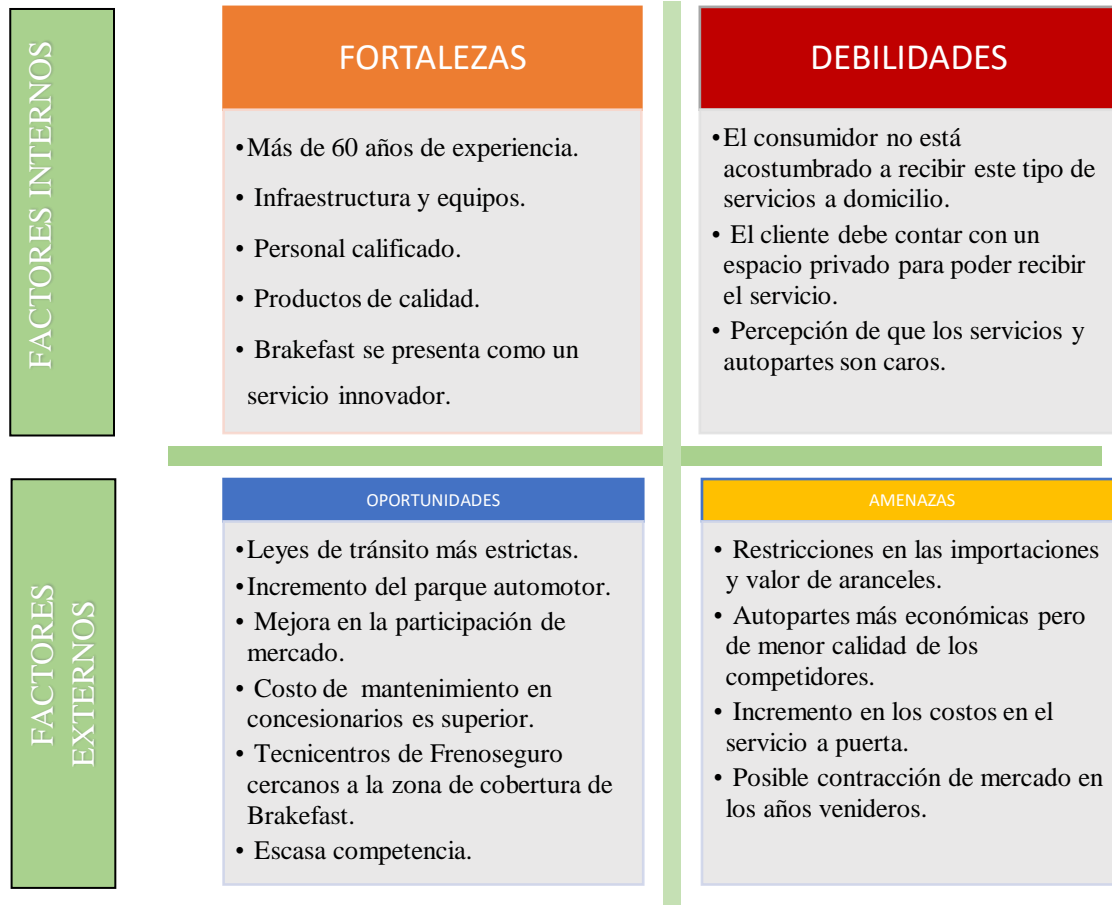 FACTORES INTERNOS
FORTALEZAS
•Más de 60 años de experiencia.
• Infraestructura y equipos.
• Personal calificado.
• Productos de calidad.
• Brakefast se presenta como un
servicio innovador.
DEBILIDADES
•El consumidor no está
acostumbrado a recibir este tipo de
servicios a domicilio.
• El cliente debe contar con un
espacio privado para poder recibir
el servicio.
• Percepción de que los servicios y
autopartes son caros.
FACTORES
EXTERNOS
OPORTUNIDADES
•Leyes de tránsito más estrictas.
•Incremento del parque automotor.
• Mejora en la participación de
mercado.
• Costo de mantenimiento en
concesionarios es superior.
• Tecnicentros de Frenoseguro
cercanos a la zona de cobertura de
Brakefast.
• Escasa competencia.
AMENAZAS
• Restricciones en las importaciones
y valor de aranceles.
• Autopartes más económicas pero
de menor calidad de los
competidores.
• Incremento en los costos en el
servicio a puerta.
• Posible contracción de mercado en
los años venideros.